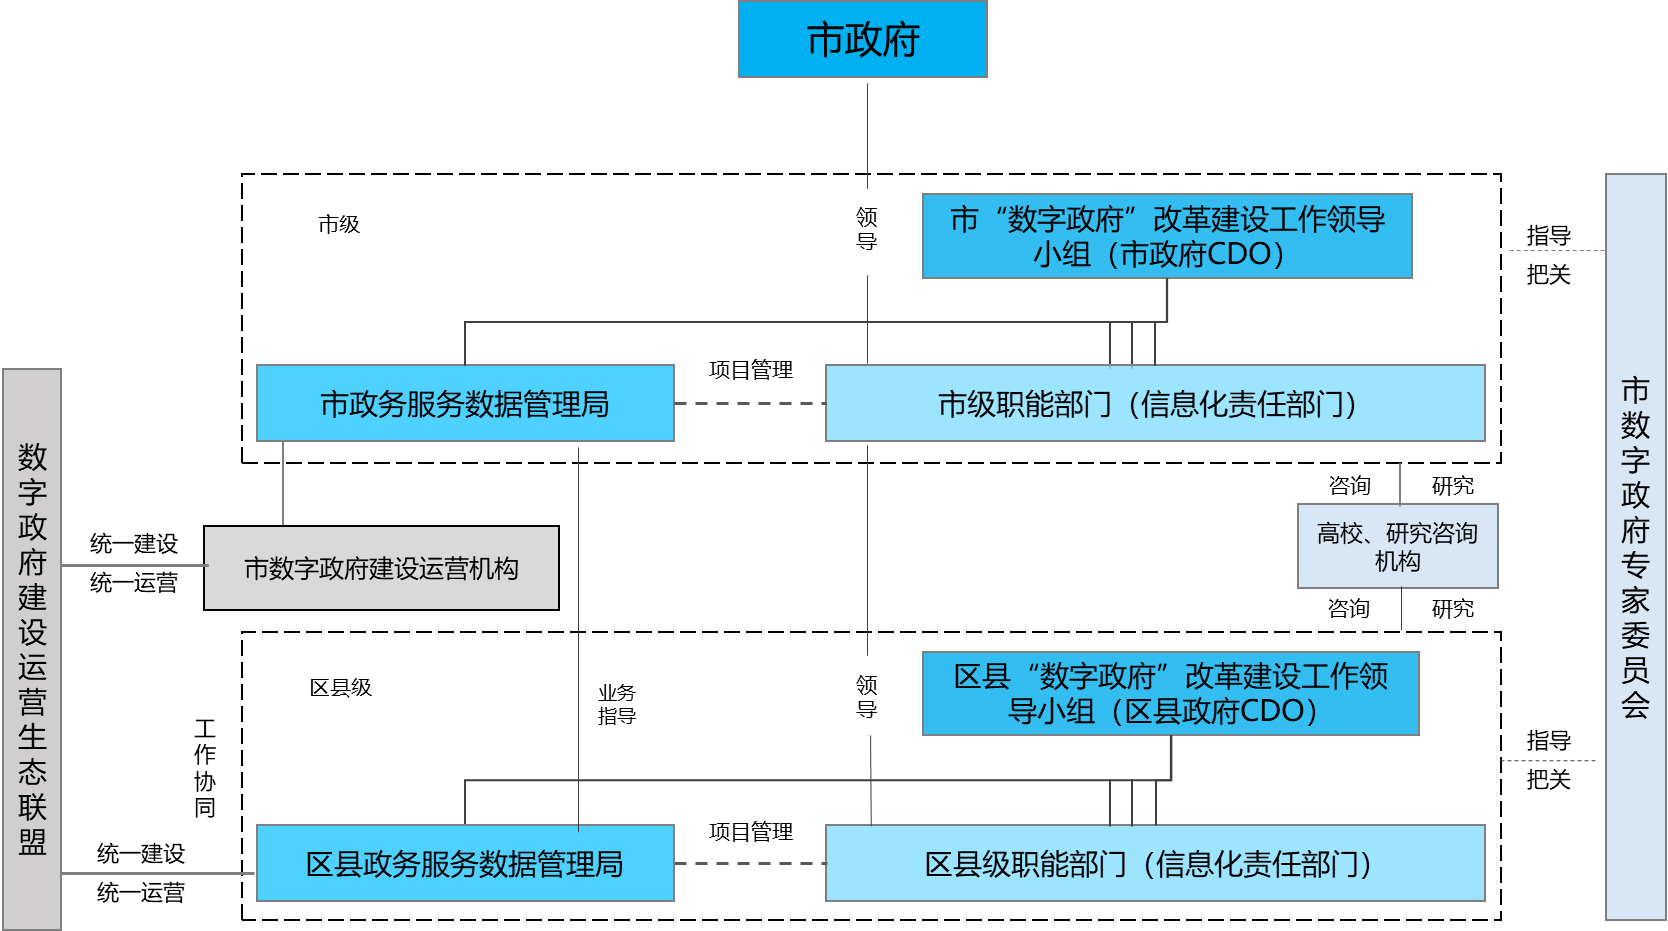 市政府
市级
领
导
市“数字政府”改革建设工作领导
小组（市政府CDO）
指导
把关
项目管理
市政务服务数据管理局
市级职能部门（信息化责任部门）
数字政府建设运营生态联盟
市数字政府专家委员会
咨询
研究
高校、研究咨询
机构
咨询
研究
统一建设
统一运营
市数字政府建设运营机构
区县级
业务
指导
领
导
区县“数字政府”改革建设工作领
导小组（区县政府CDO）
工作协同
指导
把关
项目管理
区县政务服务数据管理局
区县级职能部门（信息化责任部门）
统一建设
统一运营